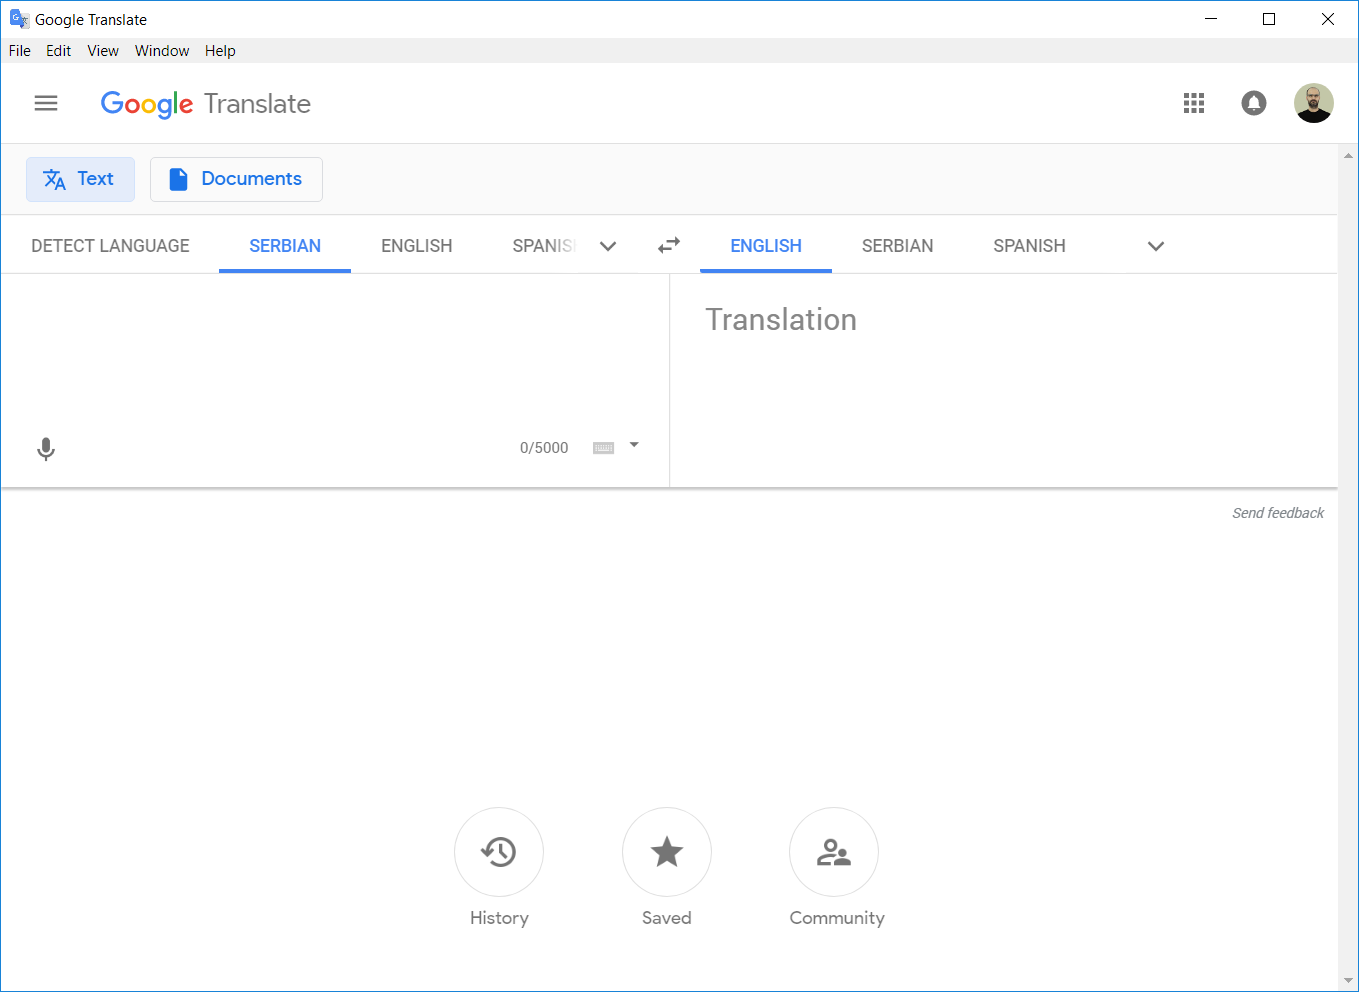 Google Translate
File Edit View Window Help
Google Translate
Text Documents
DETECT LANGUAGE SERBIAN ENGLISH SPANIS ENGLISH SERBIAN SPANISH
Translation
0/5000
Send feedback
History Saved Community